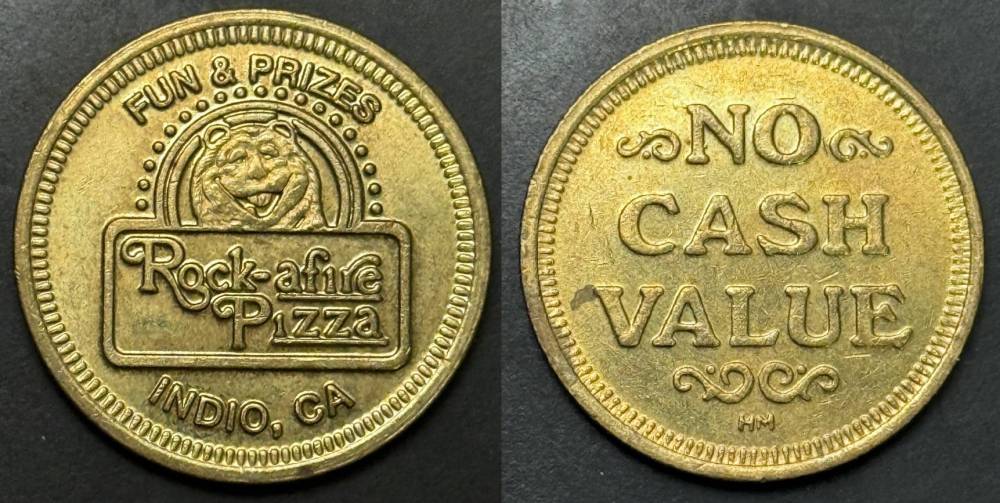 FUN & PRIZES
Rock-afire
Pizza
INDIO, CA
NO
CASH
VALUE
HM